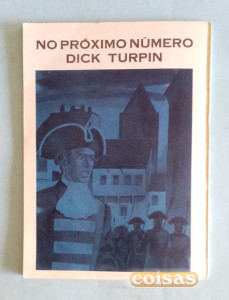 NO PRÓXIMO NÚMERO
DICK TURPIN
coisas